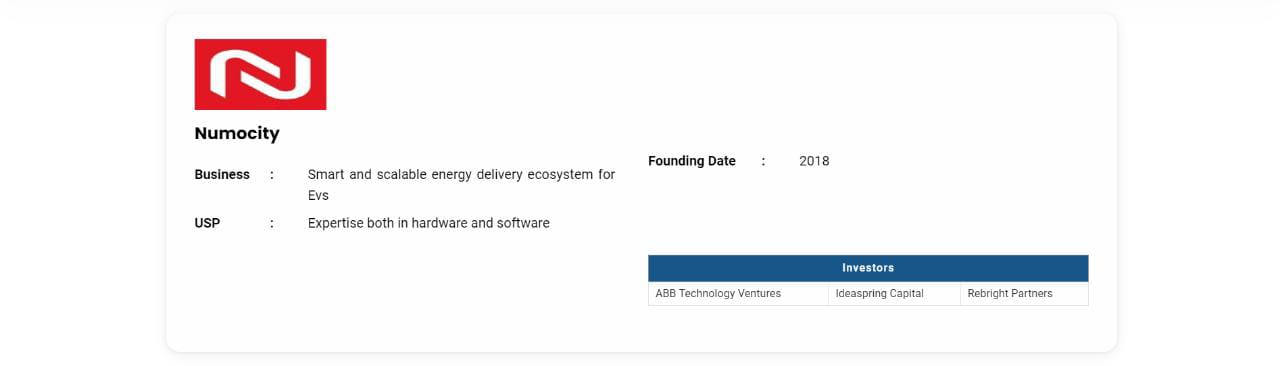 Numocity
Business : Smart and scalable energy delivery ecosystem for
Evs
USP : Expertise both in hardware and software
Founding Date : 2018
Investors
ABB Technology Ventures Ideaspring Capital Rebright Partners